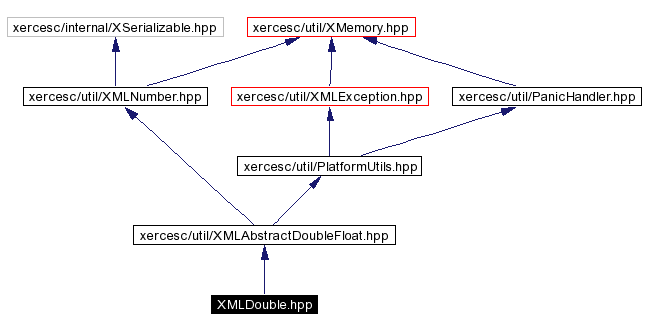 xercesc/internal/XSerializable.hpp
xercesc/util/XMemory.hpp
xercesc/util/XMLNumber.hpp
xercesc/util/XMLException.hpp
xercesc/util/PanicHandler.hpp
xercesc/util/PlatformUtils.hpp
xercesc/util/XMLAbstractDoubleFloat.hpp
XMLDouble.hpp